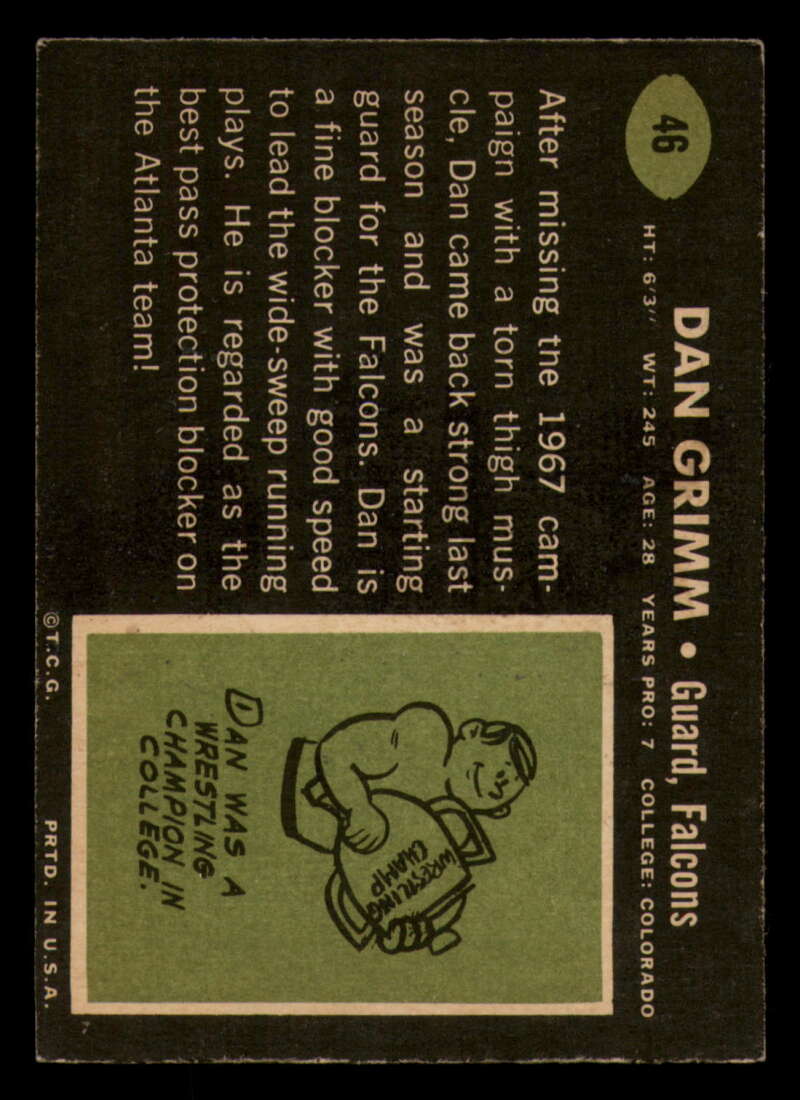 46
DAN GRIMM • Guard, Falcons
HT: 6'3" WT: 245 AGE: 28 YEARS PRO: 7 COLLEGE: COLORADO
After missing the 1967 cam-
paign with a torn thigh mus-
cle, Dan came back strong last
season and was a starting
guard for the Falcons. Dan is
a fine blocker with good speed
to lead the wide-sweep running
plays. He is regarded as the
best pass protection blocker on
the Atlanta team!
WRESTLING
CHAMP
DAN WAS A
WRESTLING
CHAMPION IN
COLLEGE.
©T.C.G. PRTD. IN U.S.A.